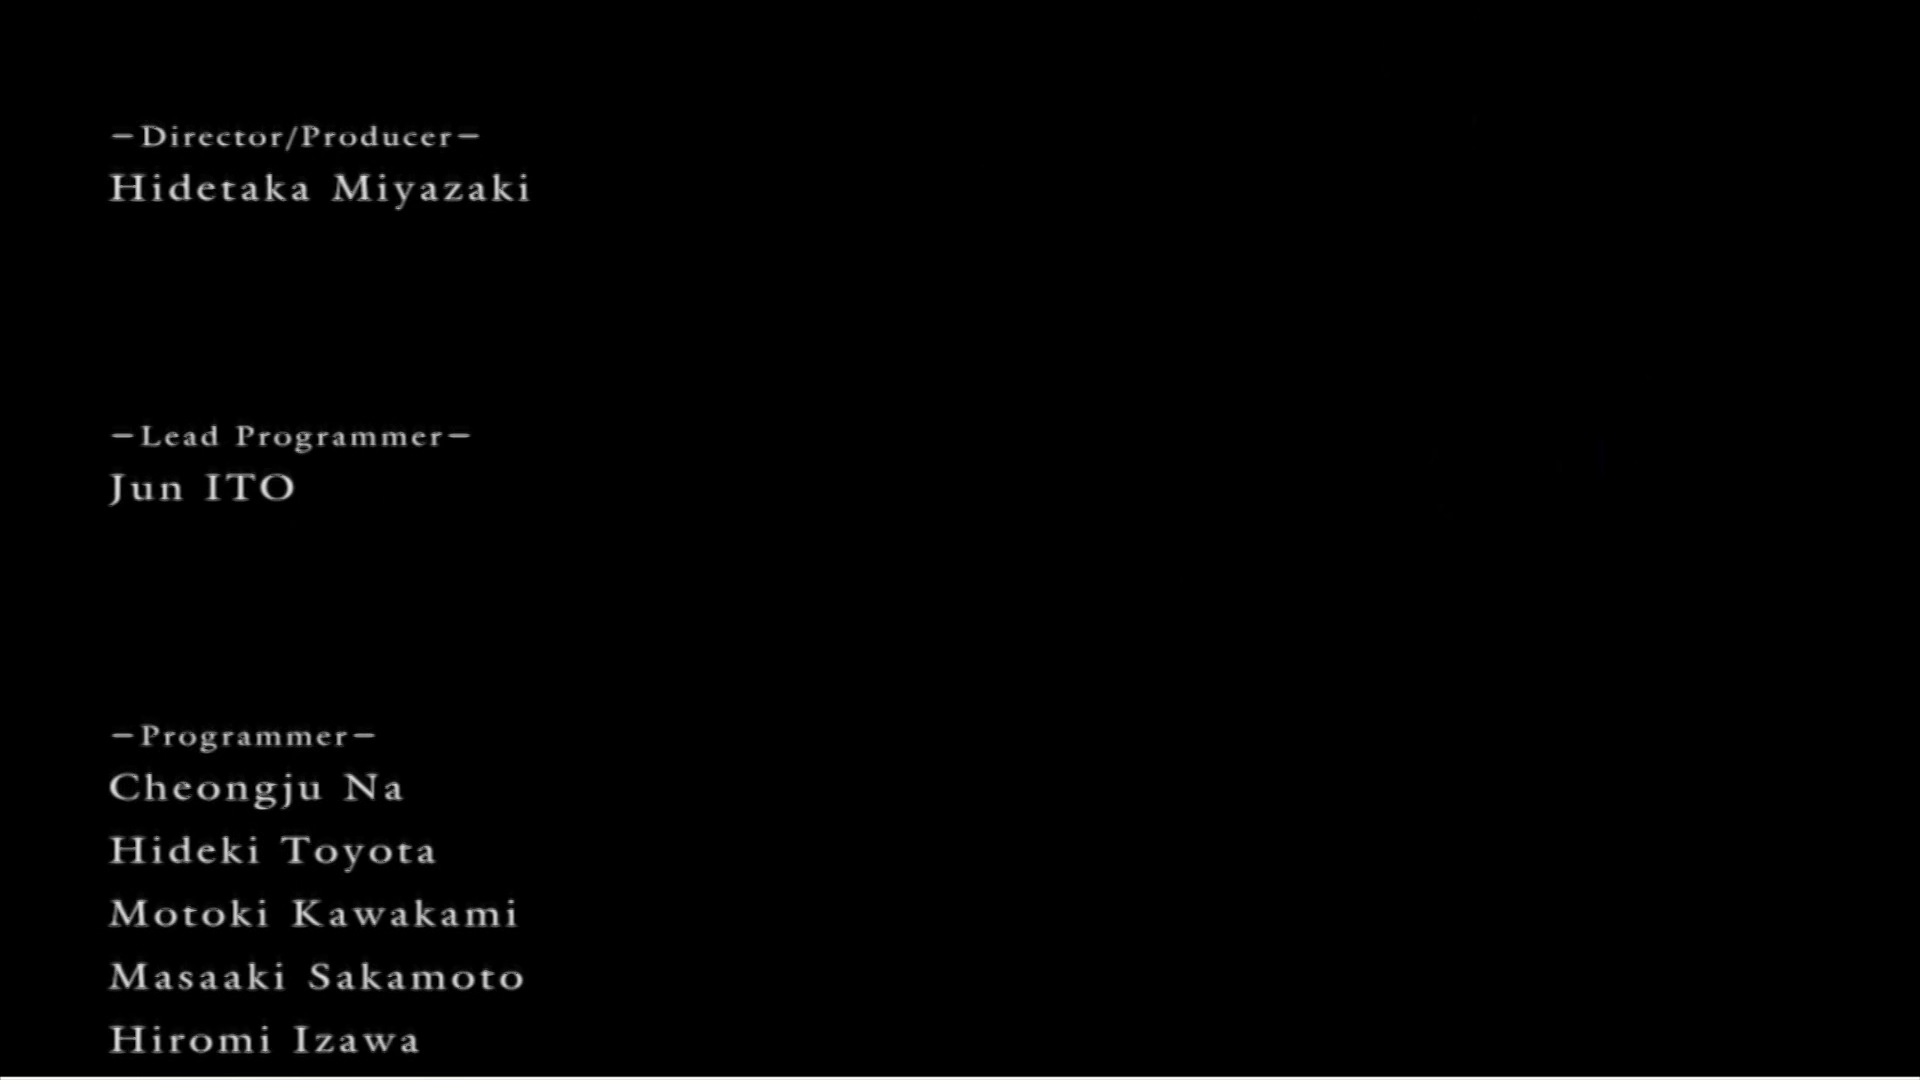 -Director/Producer-
Hidetaka Miyazaki
-Lead Programmer-
Jun ITO
-Programmer-
Cheongju Na
Hideki Toyota
Motoki Kawakami
Masaaki Sakamoto
Hiromi Izawa